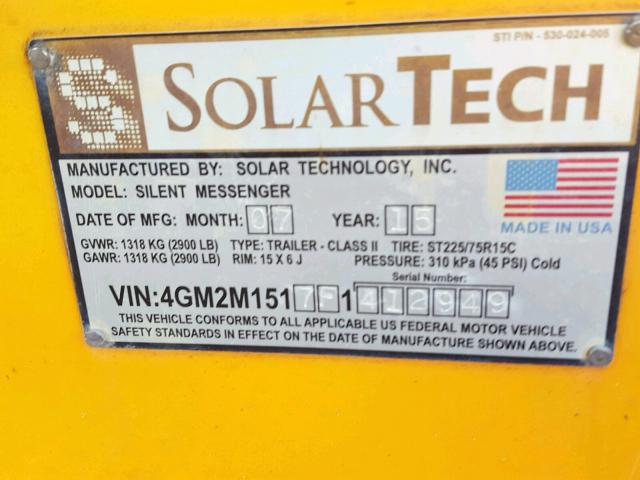 STI P/N - 530-024-005
SOLARTECH
MANUFACTURED BY: SOLAR TECHNOLOGY, INC.
MODEL: SILENT MESSENGER
DATE OF MFG: MONTH: 07 YEAR: 15
MADE IN USA
GVWR: 1318 KG (2900 LB) TYPE: TRAILER - CLASS II TIRE: ST225/75R15C
GAWR: 1318 KG (2900 LB) RIM: 15 X 6 J PRESSURE: 310 kPa (45 PSI) Cold
Serial Number:
VIN:4GM2M1517F1412949
THIS VEHICLE CONFORMS TO ALL APPLICABLE US FEDERAL MOTOR VEHICLE
SAFETY STANDARDS IN EFFECT ON THE DATE OF MANUFACTURE SHOWN ABOVE.